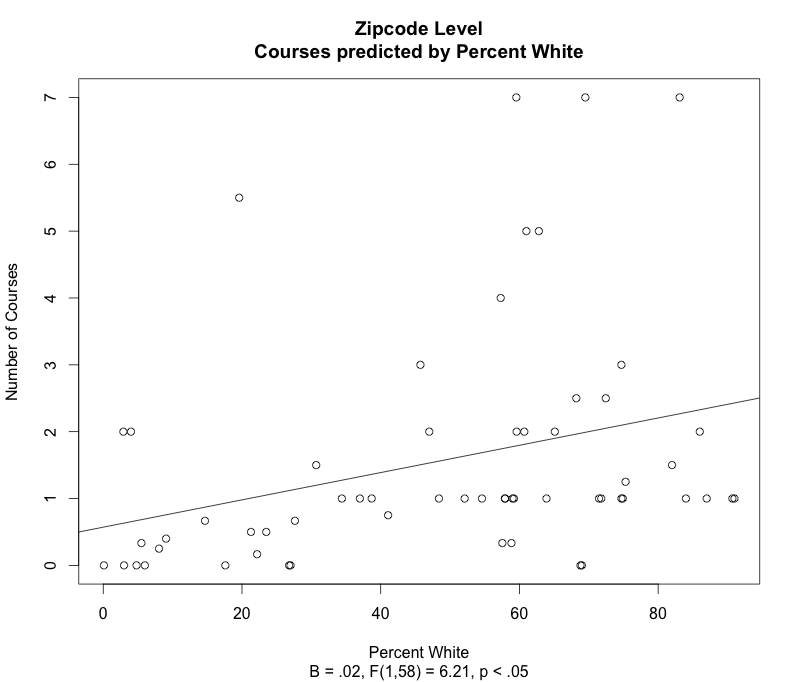 Zipcode Level
Courses predicted by Percent White
Number of Courses
7
6
5
4
3
2
1
0
0 20 40 60 80
Percent White
B = .02, F(1,58) = 6.21, p < .05